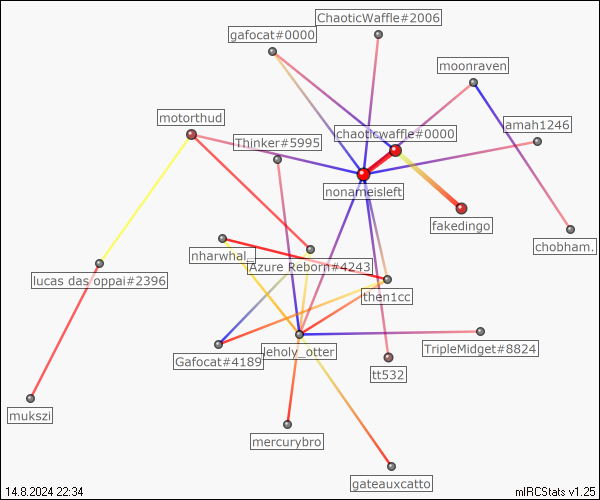 ChaoticWaffle#2006
gafocat#0000
moonraven
motorthud
amah1246
chaoticwaffle#0000
Thinker#5995
nonameisleft
fakedingo
chobham.
nharwhal_
Azure Reborn#4243
lucas das oppai#2396
then1cc
TripleMidget#8824
leholy_otter
Gafocat#4189
tt532
mukszi
mercurybro
gateauxcatto
14.8.2024 22:34
mIRCStats v1.25